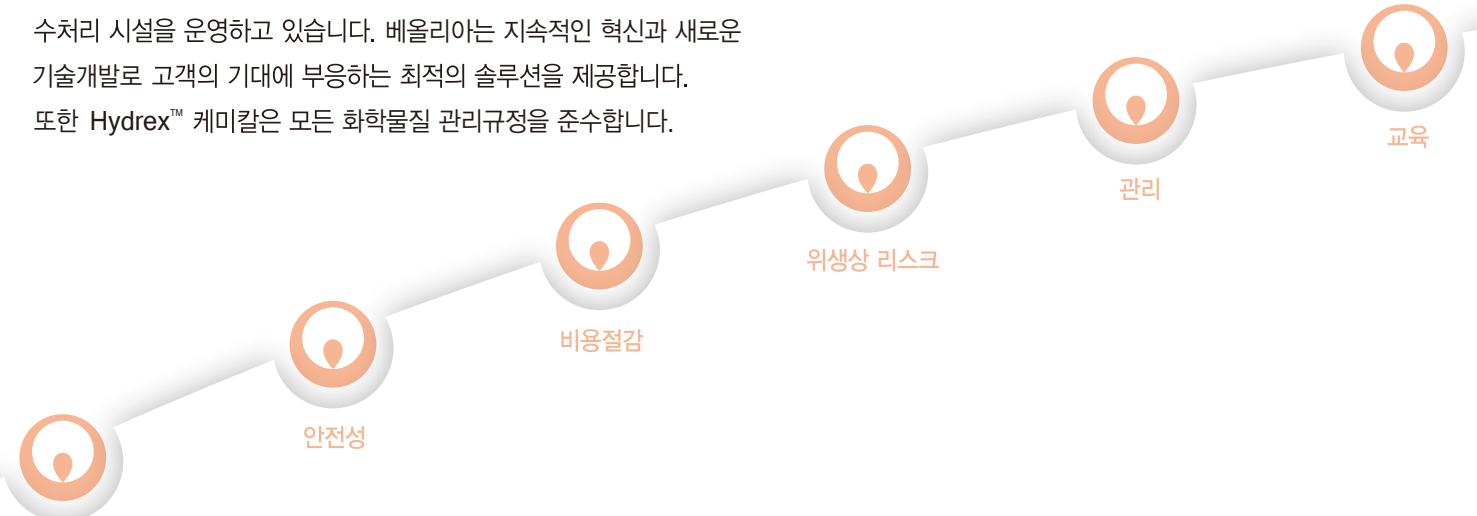 수처리 시설을 운영하고 있습니다. 베올리아는 지속적인 혁신과 새로운
기술개발로 고객의 기대에 부응하는 최적의 솔루션을 제공합니다.
또한 Hydrex™ 케미칼은 모든 화학물질 관리규정을 준수합니다.
교육
관리
위생상 리스크
비용절감
안전성